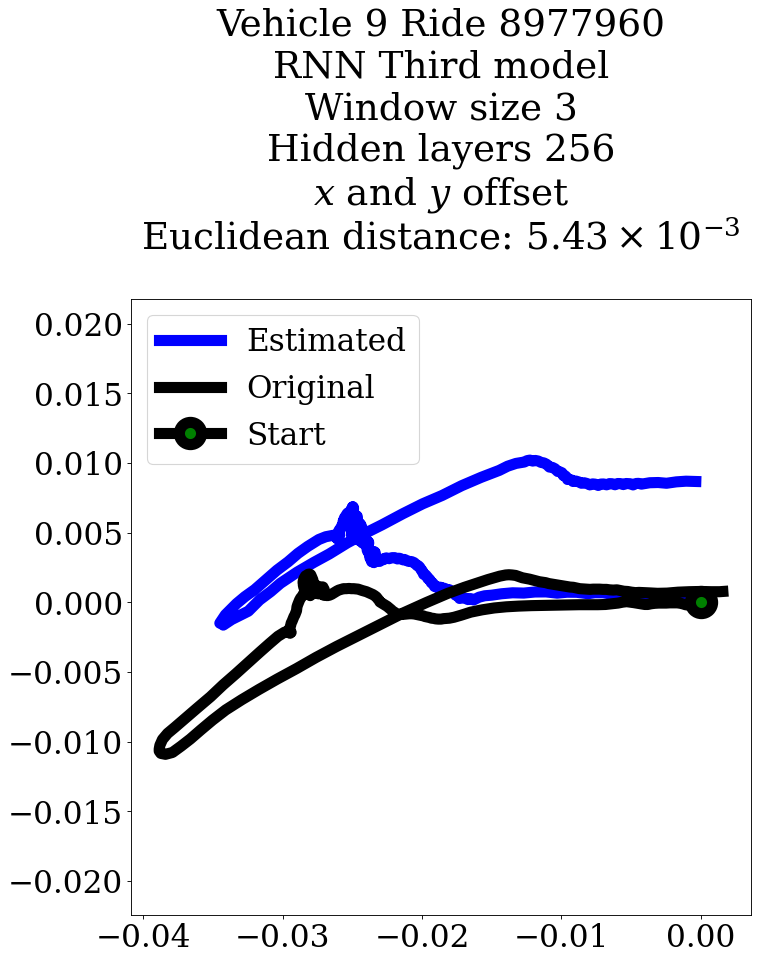 Vehicle 9 Ride 8977960
RNN Third model
Window size 3
Hidden layers 256
x and y offset
Euclidean distance: 5.43 × 10⁻³
Estimated
Original
Start
0.020
0.015
0.010
0.005
0.000
−0.005
−0.010
−0.015
−0.020
−0.04 −0.03 −0.02 −0.01 0.00